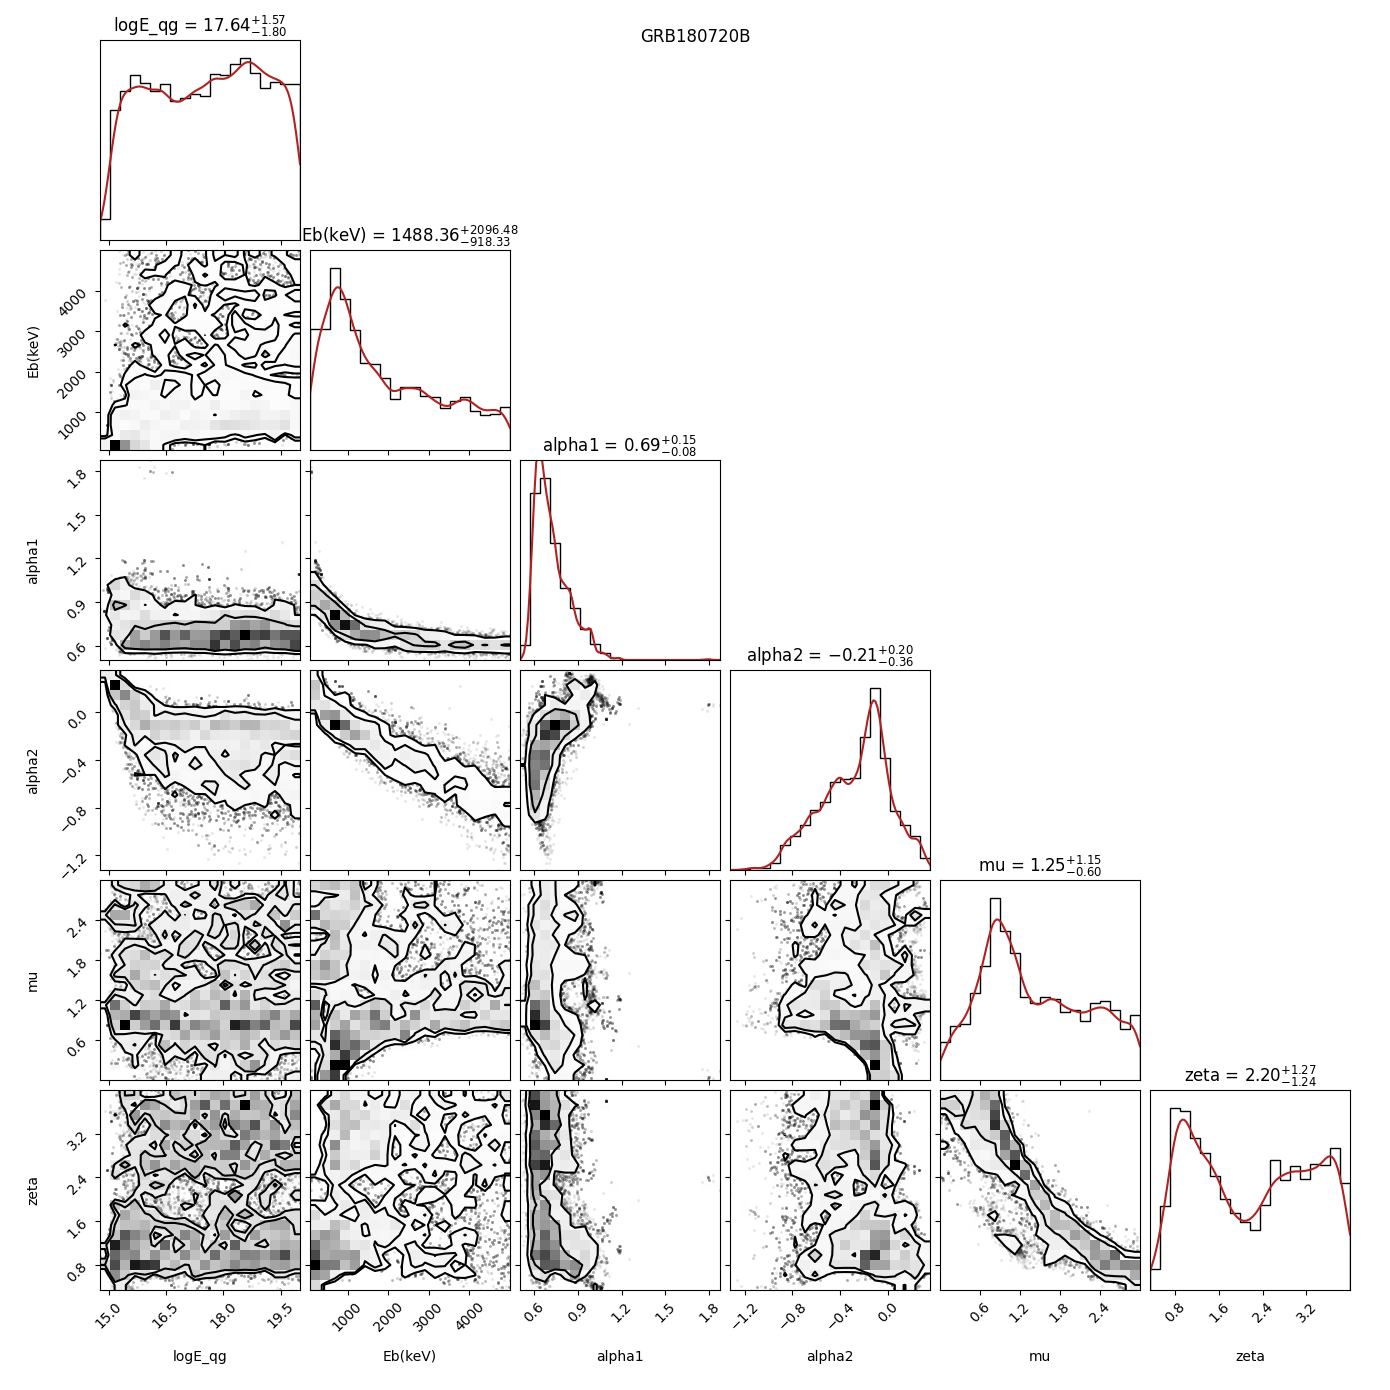 GRB180720B
logE_qg = 17.64+1.57−1.80
Eb(keV) = 1488.36+2096.48−918.33
alpha1 = 0.69+0.15−0.08
alpha2 = −0.21+0.20−0.36
mu = 1.25+1.15−0.60
zeta = 2.20+1.27−1.24
Eb(keV)
4000
3000
2000
1000
alpha1
1.8
1.5
1.2
0.9
0.6
alpha2
0.0
−0.4
−0.8
−1.2
mu
2.4
1.8
1.2
0.6
zeta
3.2
2.4
1.6
0.8
15.0 16.5 18.0 19.5
1000 2000 3000 4000
0.6 0.9 1.2 1.5 1.8
−1.2 −0.8 −0.4 0.0
0.6 1.2 1.8 2.4
0.8 1.6 2.4 3.2
logE_qg Eb(keV) alpha1 alpha2 mu zeta